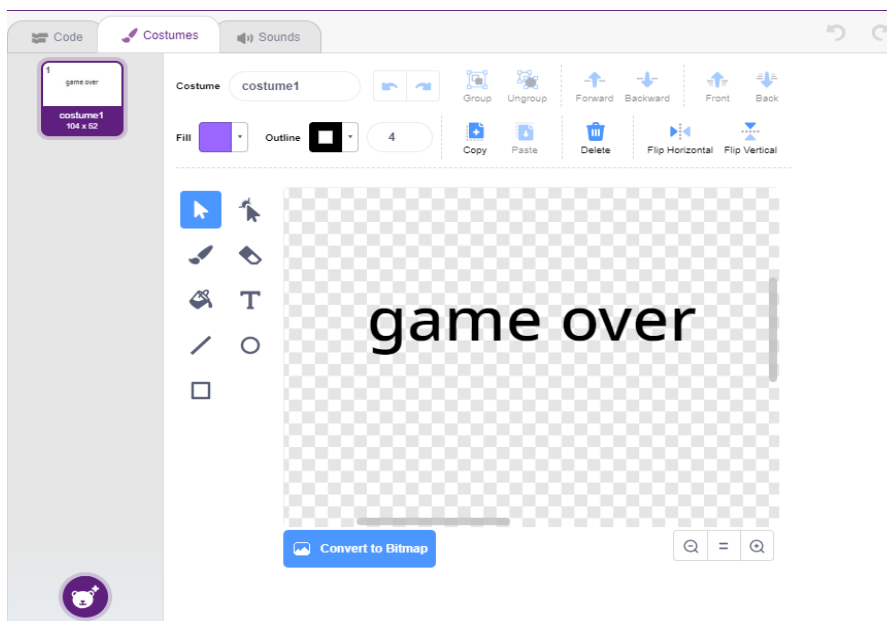 Code Costumes Sounds
1
game over
costume1
104 x 52
Costume costume1
Group Ungroup Forward Backward Front Back
Fill Outline 4
Copy Paste Delete Flip Horizontal Flip Vertical
T
game over
Convert to Bitmap